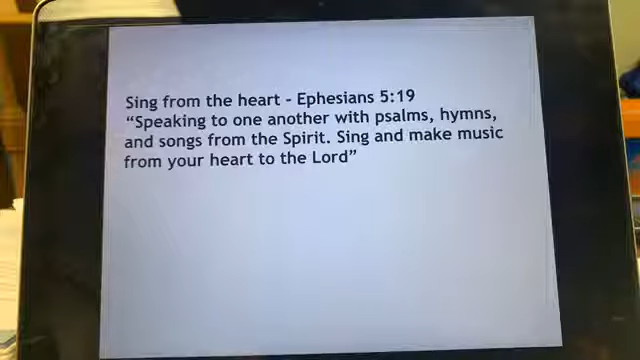 Sing from the heart - Ephesians 5:19
“Speaking to one another with psalms, hymns,
and songs from the Spirit. Sing and make music
from your heart to the Lord”